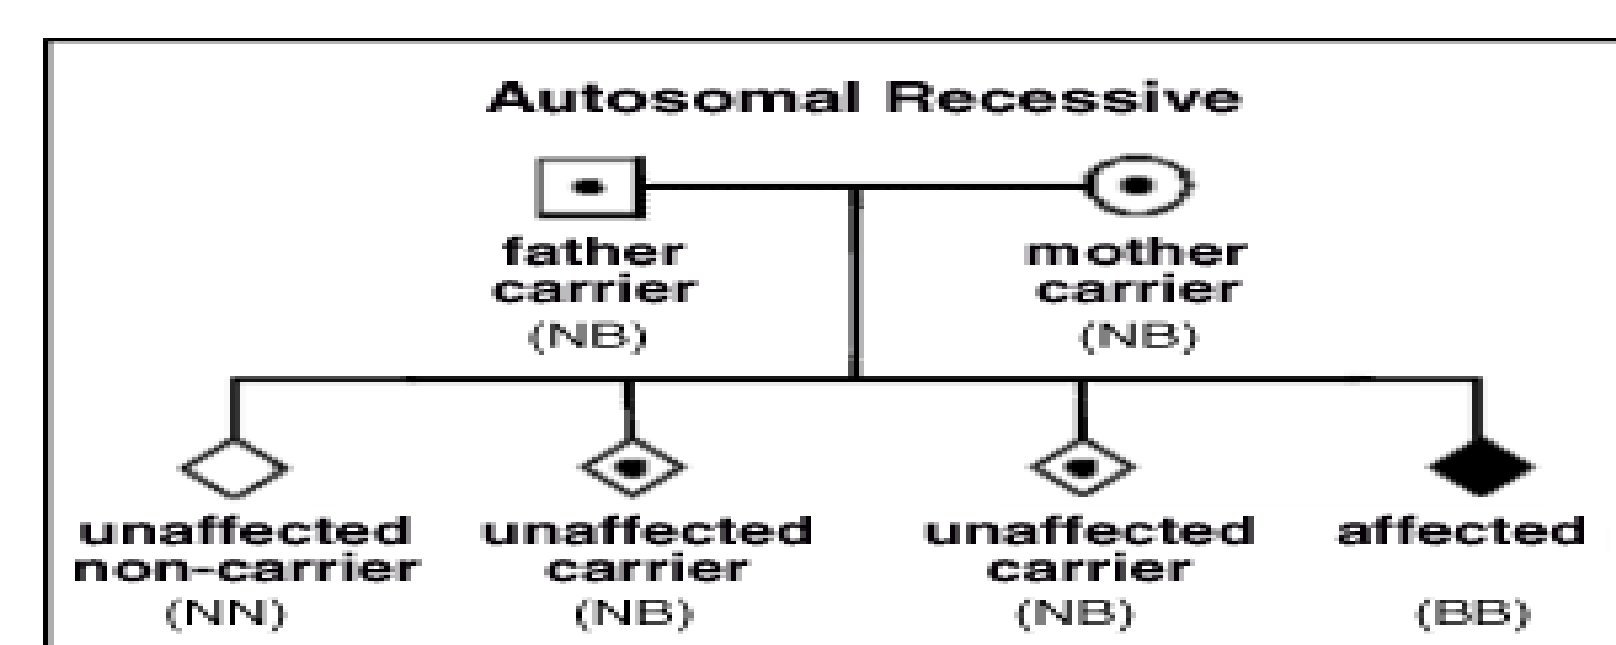 Autosomal Recessive
father mother
carrier carrier
(NB) (NB)
unaffected unaffected unaffected affected
non-carrier carrier carrier
(NN) (NB) (NB) (BB)